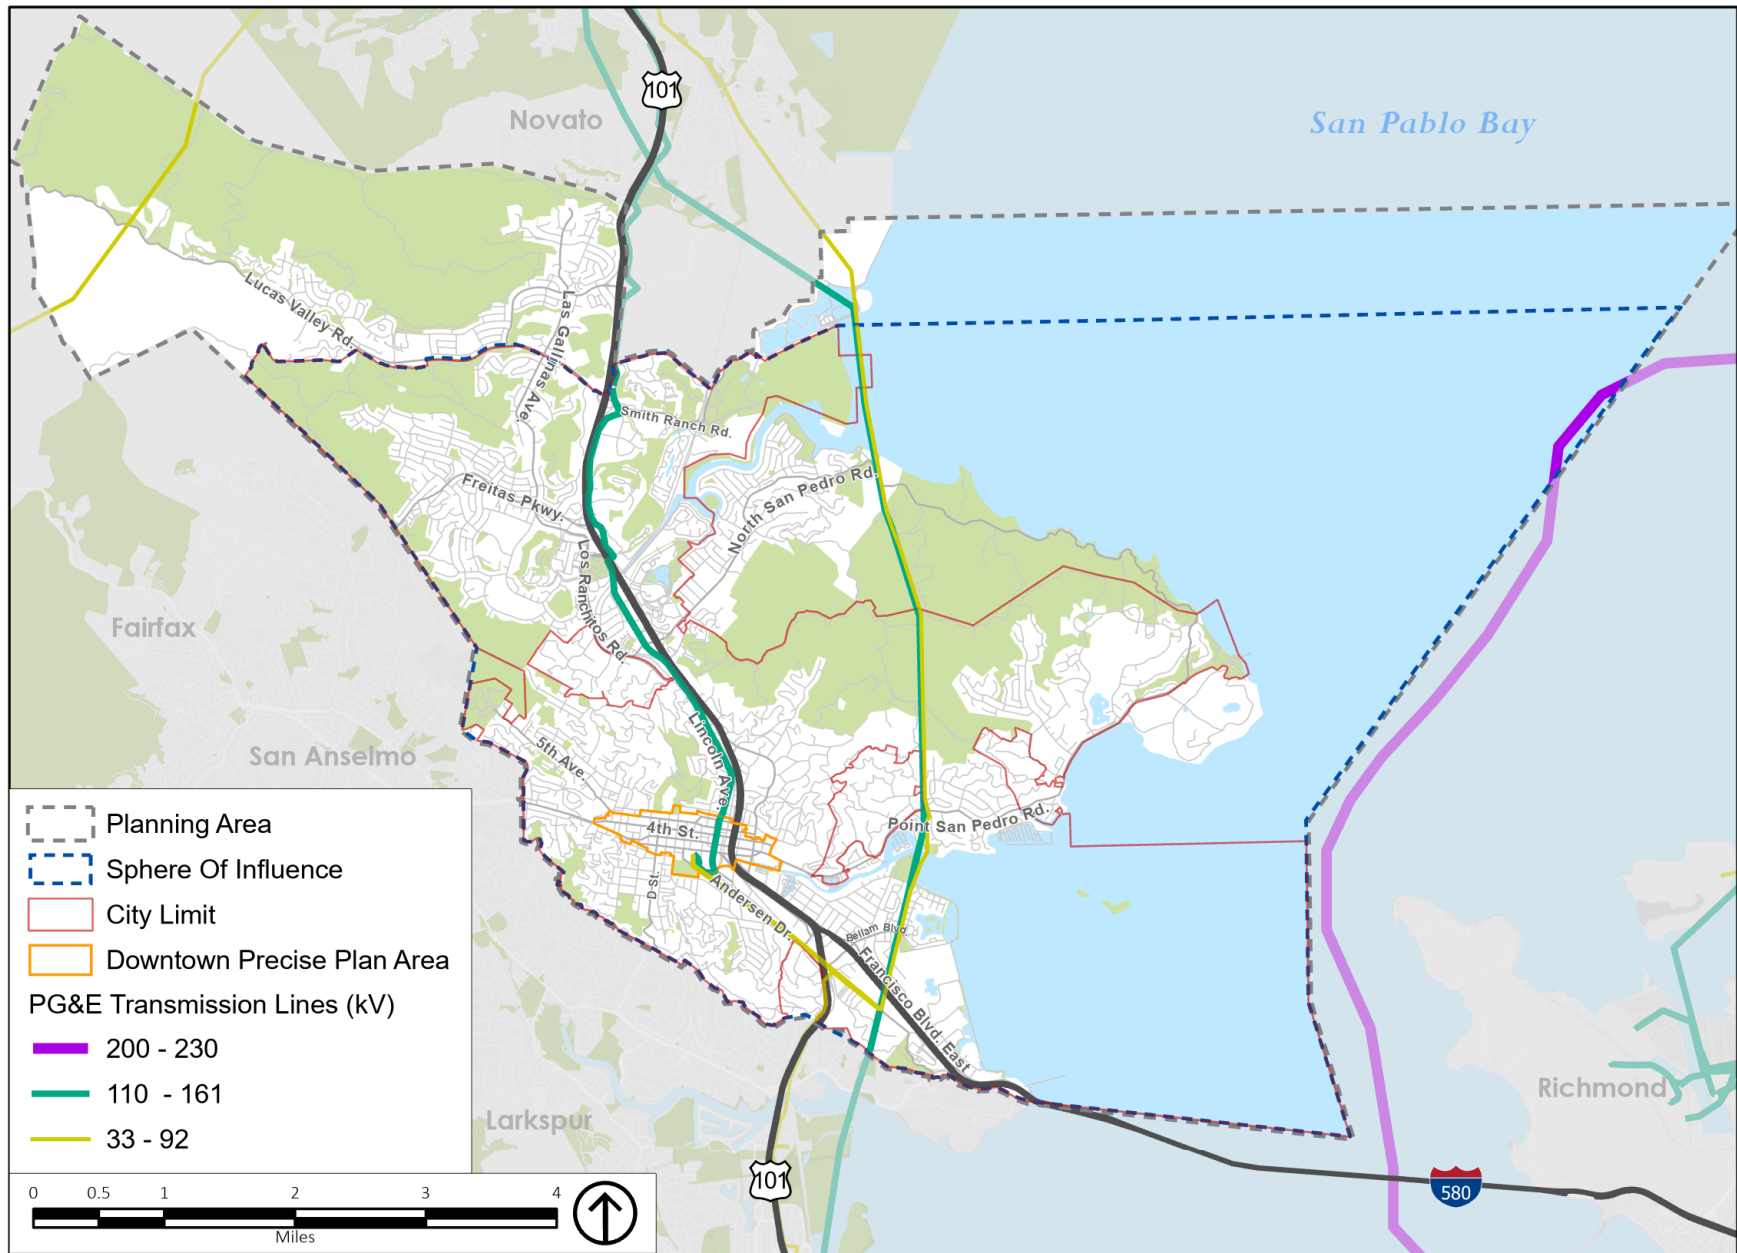 101
Novato
San Pablo Bay
Lucas Valley Rd.
Las Gallinas Ave.
Smith Ranch Rd.
Freitas Pkwy.
North San Pedro Rd.
Los Ranchitos Rd.
Fairfax
San Anselmo
Lincoln Ave.
5th Ave.
4th St.
Point San Pedro Rd.
D St.
Andersen Dr.
Bellam Blvd.
Francisco Blvd, East
Larkspur
Richmond
101
580
Planning Area
Sphere Of Influence
City Limit
Downtown Precise Plan Area
PG&E Transmission Lines (kV)
200 - 230
110 - 161
33 - 92
0 0.5 1 2 3 4
Miles